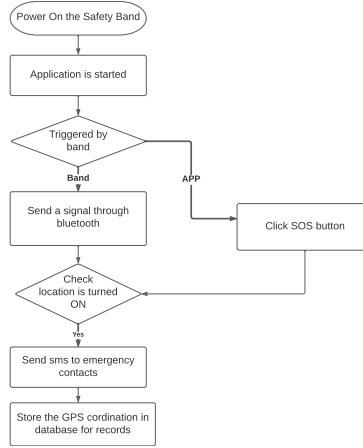 Power On the Safety Band
Application is started
Triggered by
band
Band
APP
Send a signal through
bluetooth
Click SOS button
Check
location is turned
ON
Yes
Send sms to emergency
contacts
Store the GPS cordination in
database for records